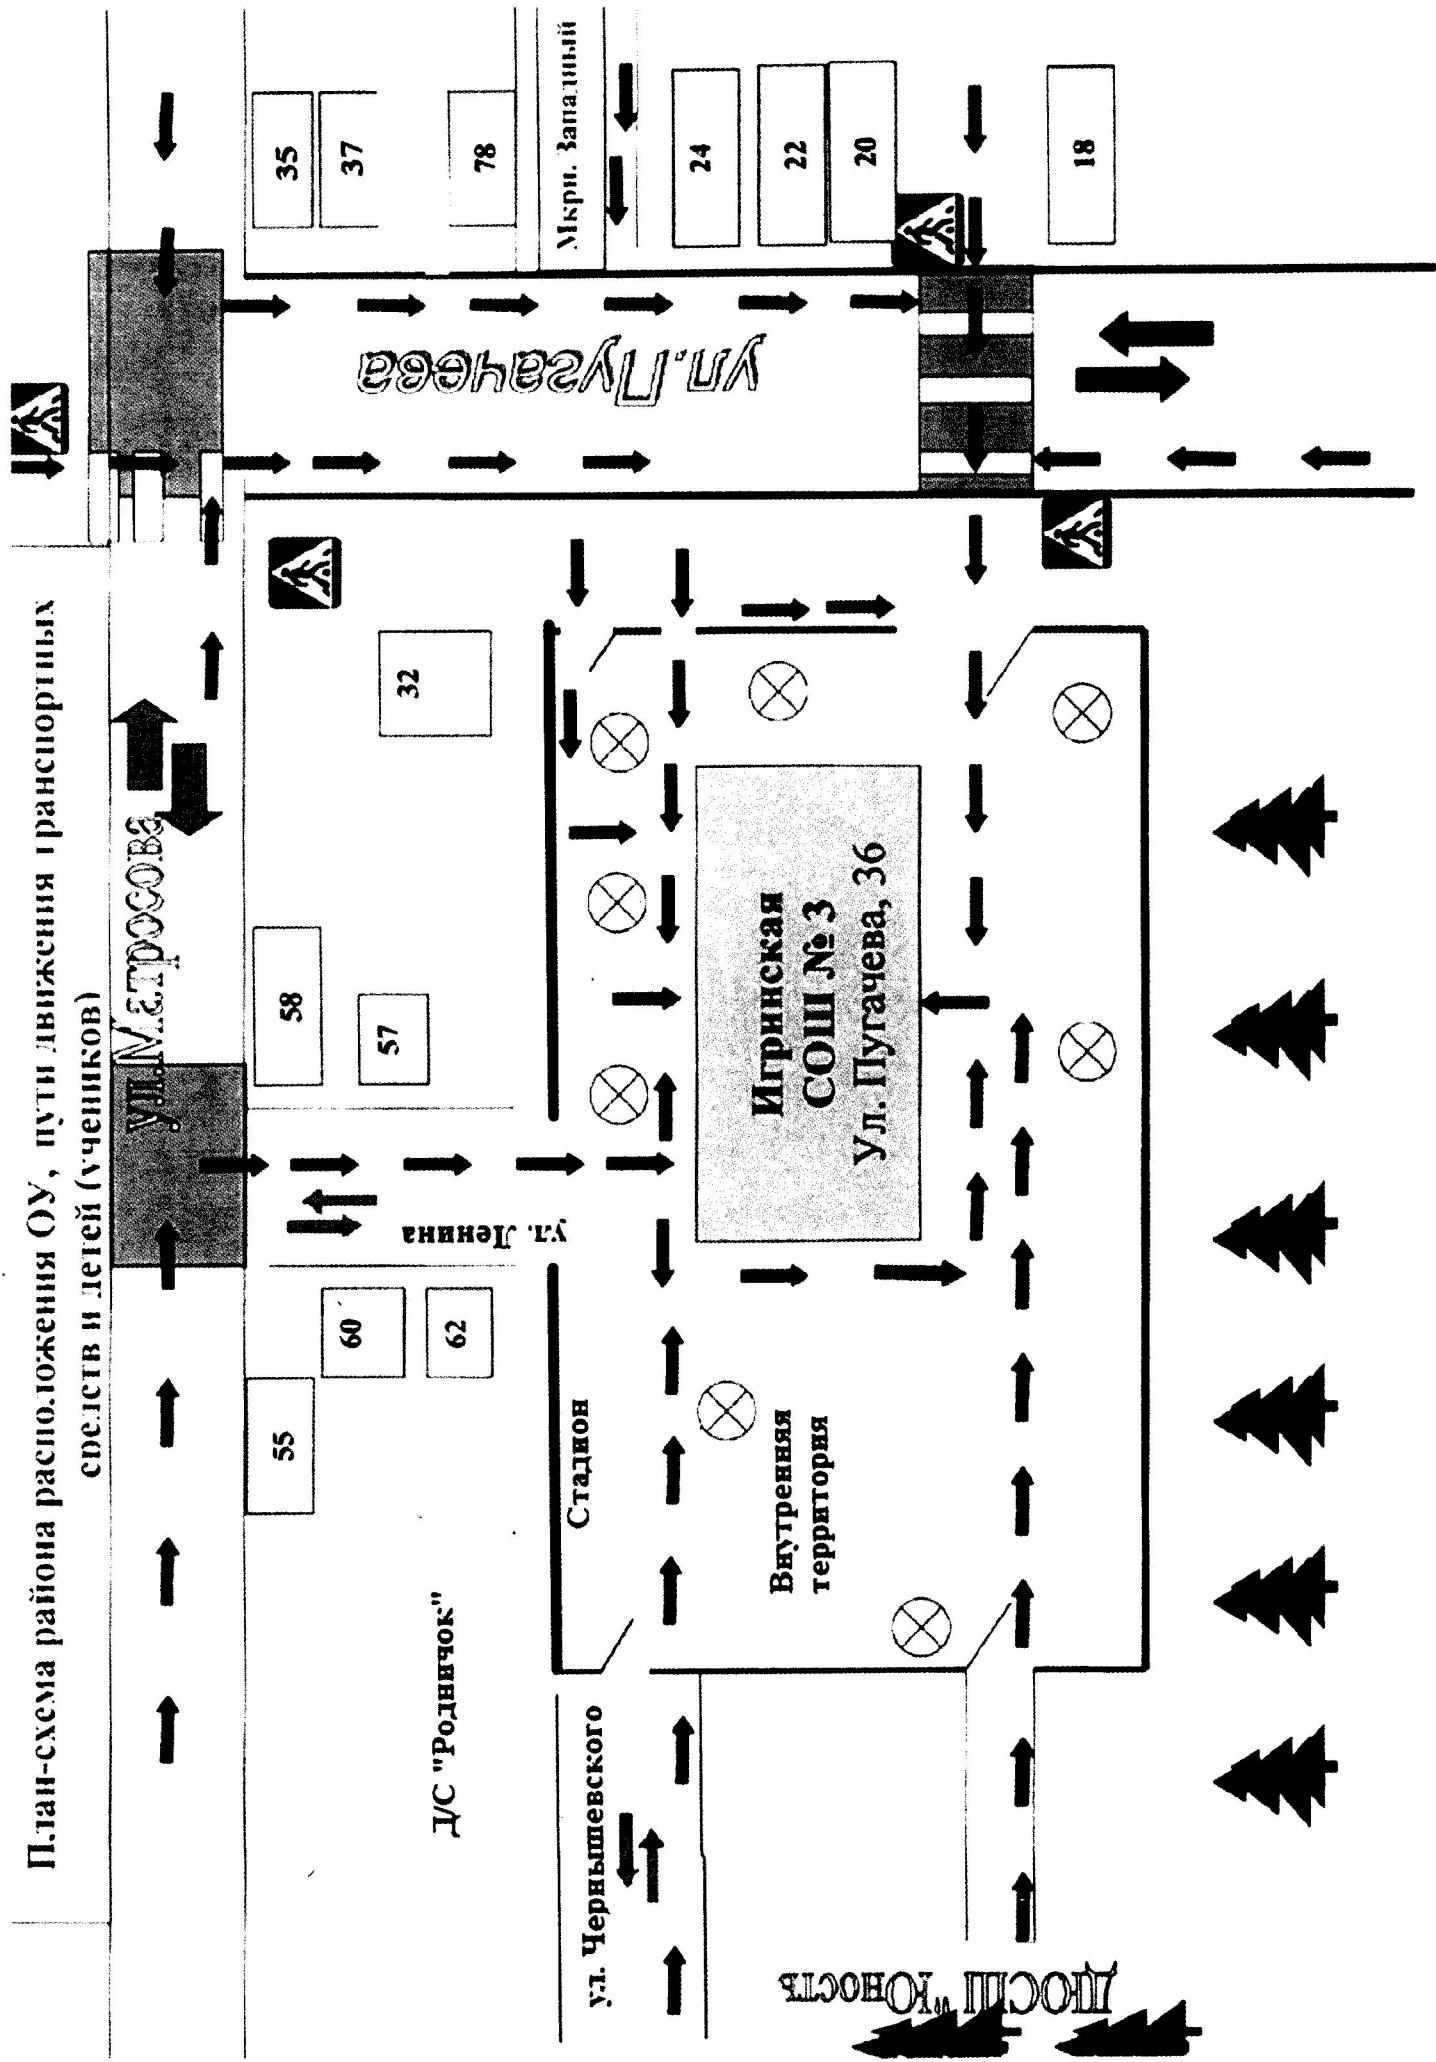 План-схема района расположения ОУ, пути движения транспортных
средств и детей (учеников)
ул.Матросова
55
60
62
58
57
32
35
37
78
Д/С "Родничок"
ул. Ленина
ул.Пугачева
Мкрн. Западный
ул. Чернышевского
Стадион
24
22
20
18
Внутренняя
территория
Игринская
СОШ № 3
Ул. Пугачева, 36
ДЮСШ "Юность